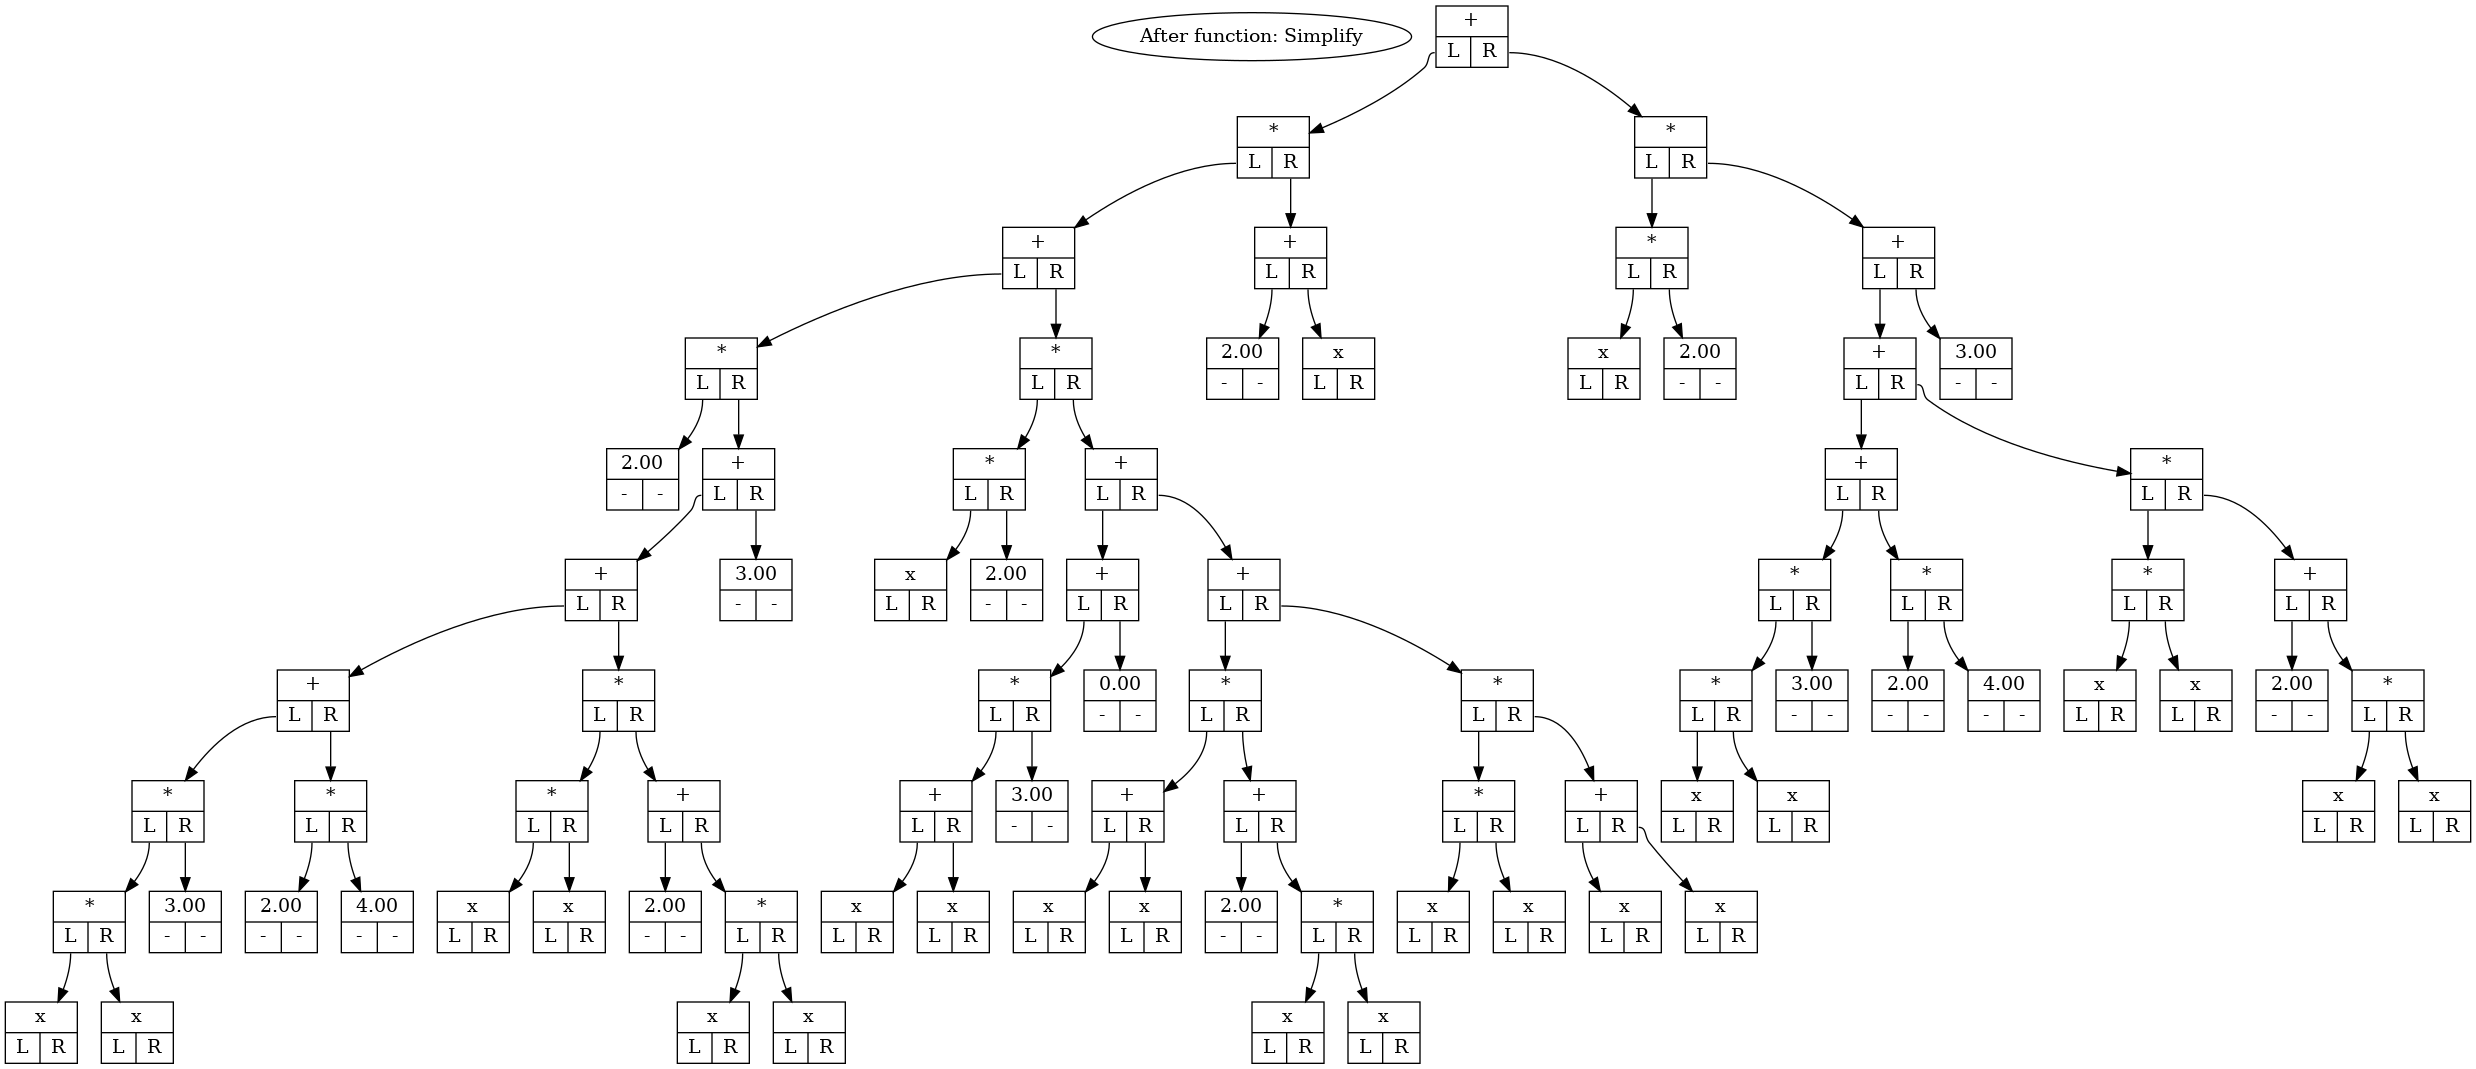 After function: Simplify
+
L R
* *
L R L R
+ + * +
L R L R L R L R
* * 2.00 x x 2.00 + 3.00
L R L R - - L R L R - - L R - -
2.00 + * + + *
- - L R L R L R L R L R
+ 3.00 x 2.00 + + * * * +
L R - - L R - - L R L R L R L R L R L R
+ * * 0.00 * * * 3.00 2.00 4.00 x x 2.00 *
L R L R L R - - L R L R L R - - - - - - L R L R - - L R
* * * + + 3.00 + + * + x x x x
L R L R L R L R L R - - L R L R L R L R L R L R L R L R
* 3.00 2.00 4.00 x x 2.00 * x x x x 2.00 * x x x x
L R - - - - - - L R L R - - L R L R L R L R L R - - L R L R L R L R L R
x x x x x x
L R L R L R L R L R L R